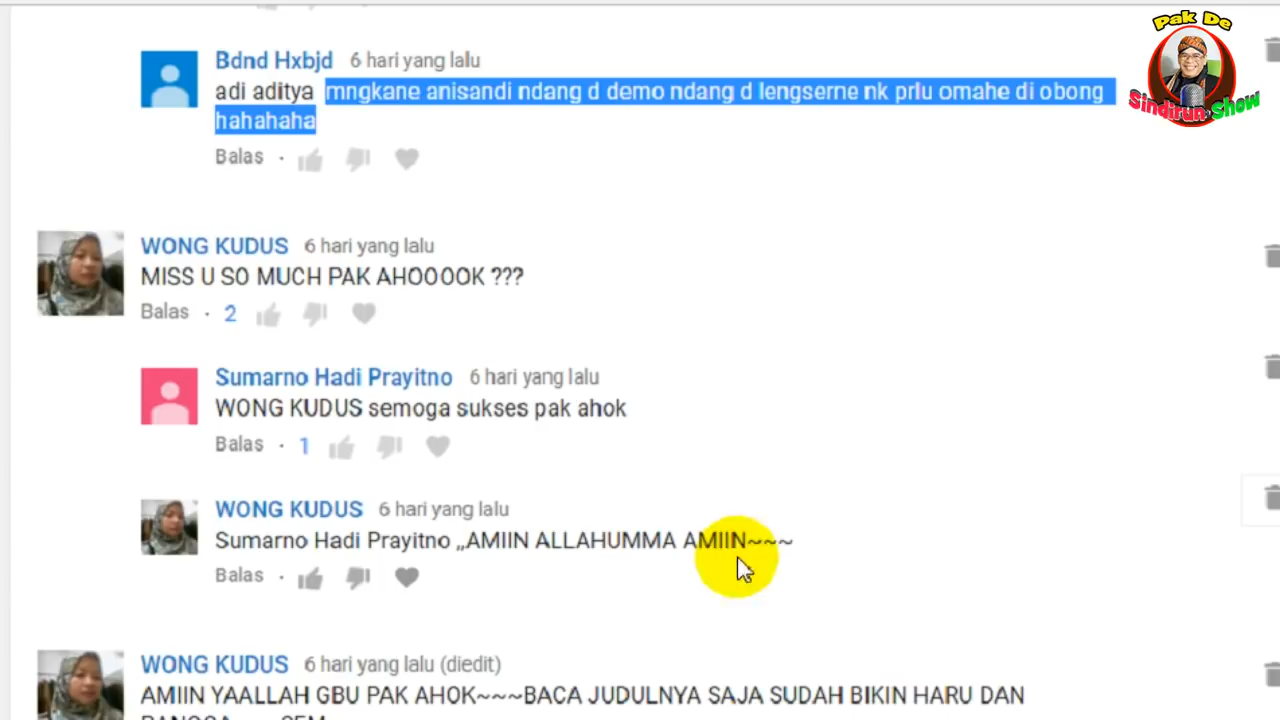 Pak De
Sindirun Show
Bdnd Hxbjd 6 hari yang lalu
adi aditya mngkane anisandi ndang d demo ndang d lengserne nk prlu omahe di obong
hahahaha
Balas ·
WONG KUDUS 6 hari yang lalu
MISS U SO MUCH PAK AHOOOOK ???
Balas · 2
Sumarno Hadi Prayitno 6 hari yang lalu
WONG KUDUS semoga sukses pak ahok
Balas · 1
WONG KUDUS 6 hari yang lalu
Sumarno Hadi Prayitno ,,AMIIN ALLAHUMMA AMIIN~~~
Balas ·
WONG KUDUS 6 hari yang lalu (diedit)
AMIIN YAALLAH GBU PAK AHOK~~~BACA JUDULNYA SAJA SUDAH BIKIN HARU DAN